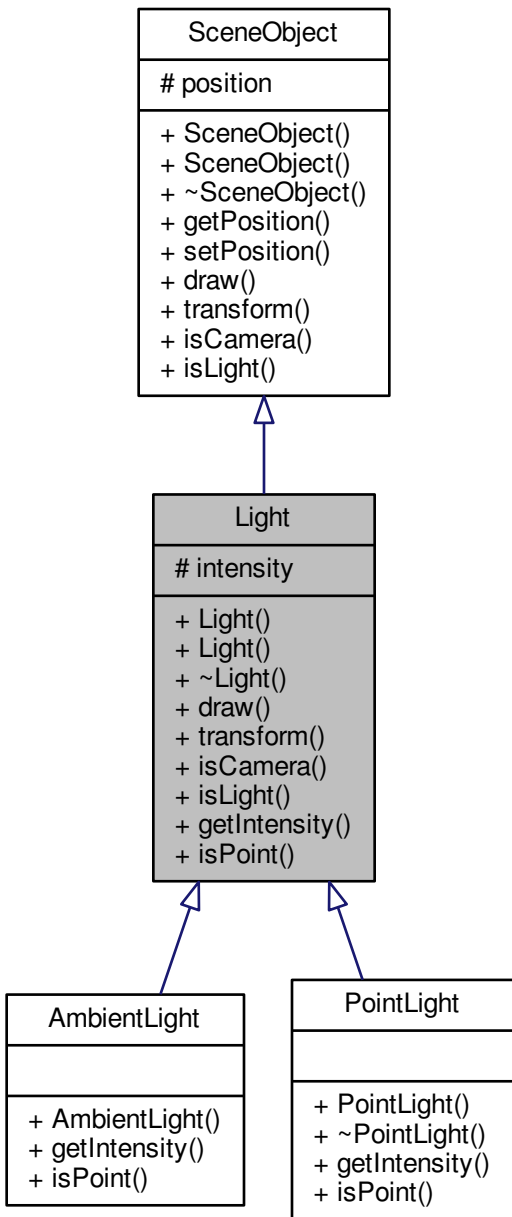 SceneObject
# position
+ SceneObject()
+ SceneObject()
+ ~SceneObject()
+ getPosition()
+ setPosition()
+ draw()
+ transform()
+ isCamera()
+ isLight()
Light
# intensity
+ Light()
+ Light()
+ ~Light()
+ draw()
+ transform()
+ isCamera()
+ isLight()
+ getIntensity()
+ isPoint()
AmbientLight
+ AmbientLight()
+ getIntensity()
+ isPoint()
PointLight
+ PointLight()
+ ~PointLight()
+ getIntensity()
+ isPoint()